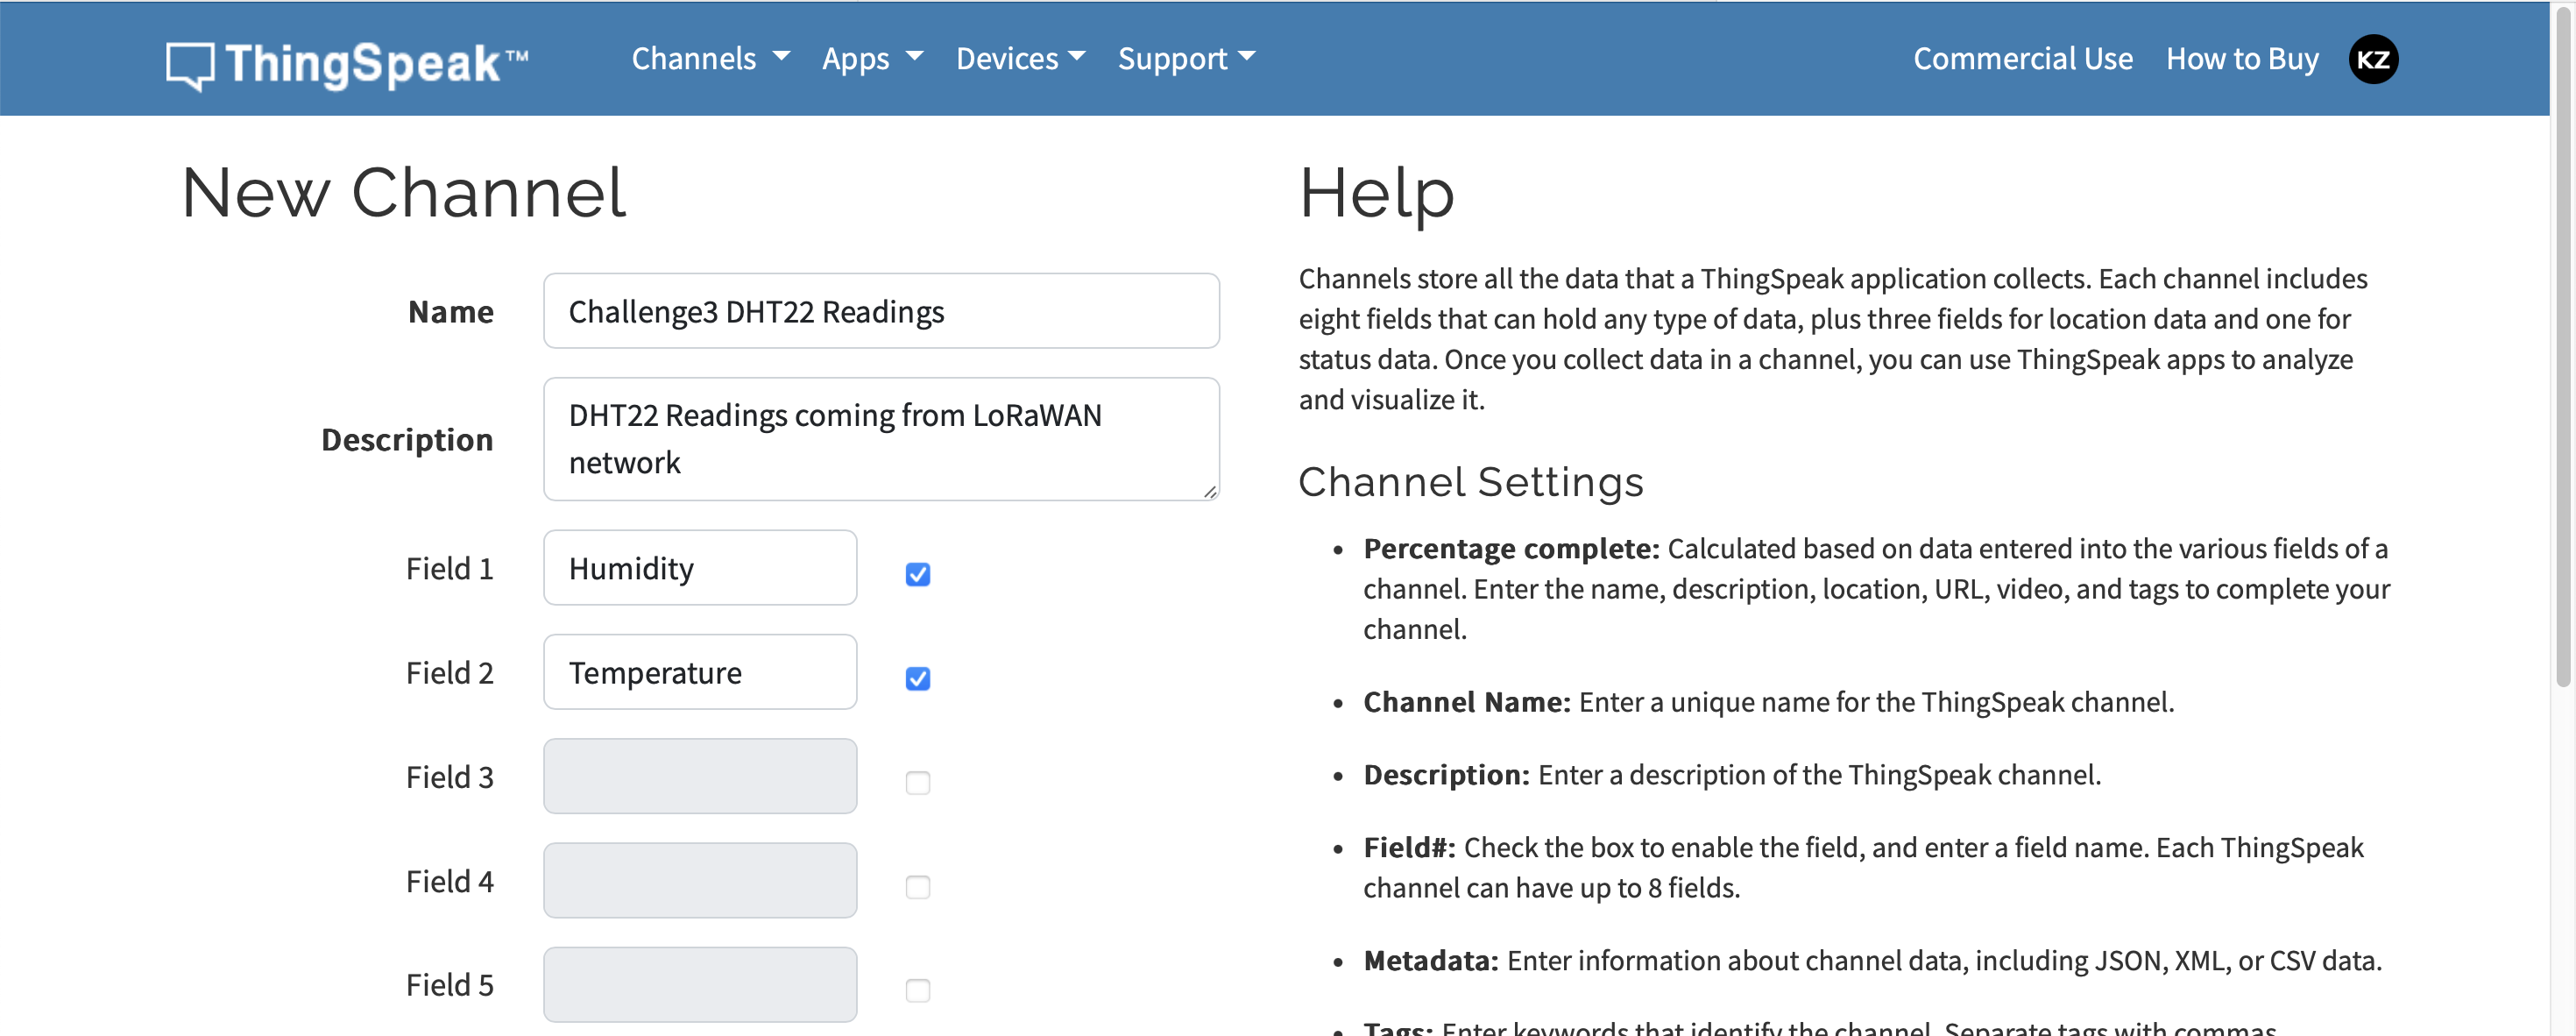 ThingSpeak™ Channels Apps Devices Support Commercial Use How to Buy KZ
New Channel
Name Challenge3 DHT22 Readings
Description DHT22 Readings coming from LoRaWAN
network
Field 1 Humidity
Field 2 Temperature
Field 3
Field 4
Field 5
Help
Channels store all the data that a ThingSpeak application collects. Each channel includes
eight fields that can hold any type of data, plus three fields for location data and one for
status data. Once you collect data in a channel, you can use ThingSpeak apps to analyze
and visualize it.
Channel Settings
• Percentage complete: Calculated based on data entered into the various fields of a
channel. Enter the name, description, location, URL, video, and tags to complete your
channel.
• Channel Name: Enter a unique name for the ThingSpeak channel.
• Description: Enter a description of the ThingSpeak channel.
• Field#: Check the box to enable the field, and enter a field name. Each ThingSpeak
channel can have up to 8 fields.
• Metadata: Enter information about channel data, including JSON, XML, or CSV data.
• Tags: Enter keywords that identify the channel. Separate tags with commas.